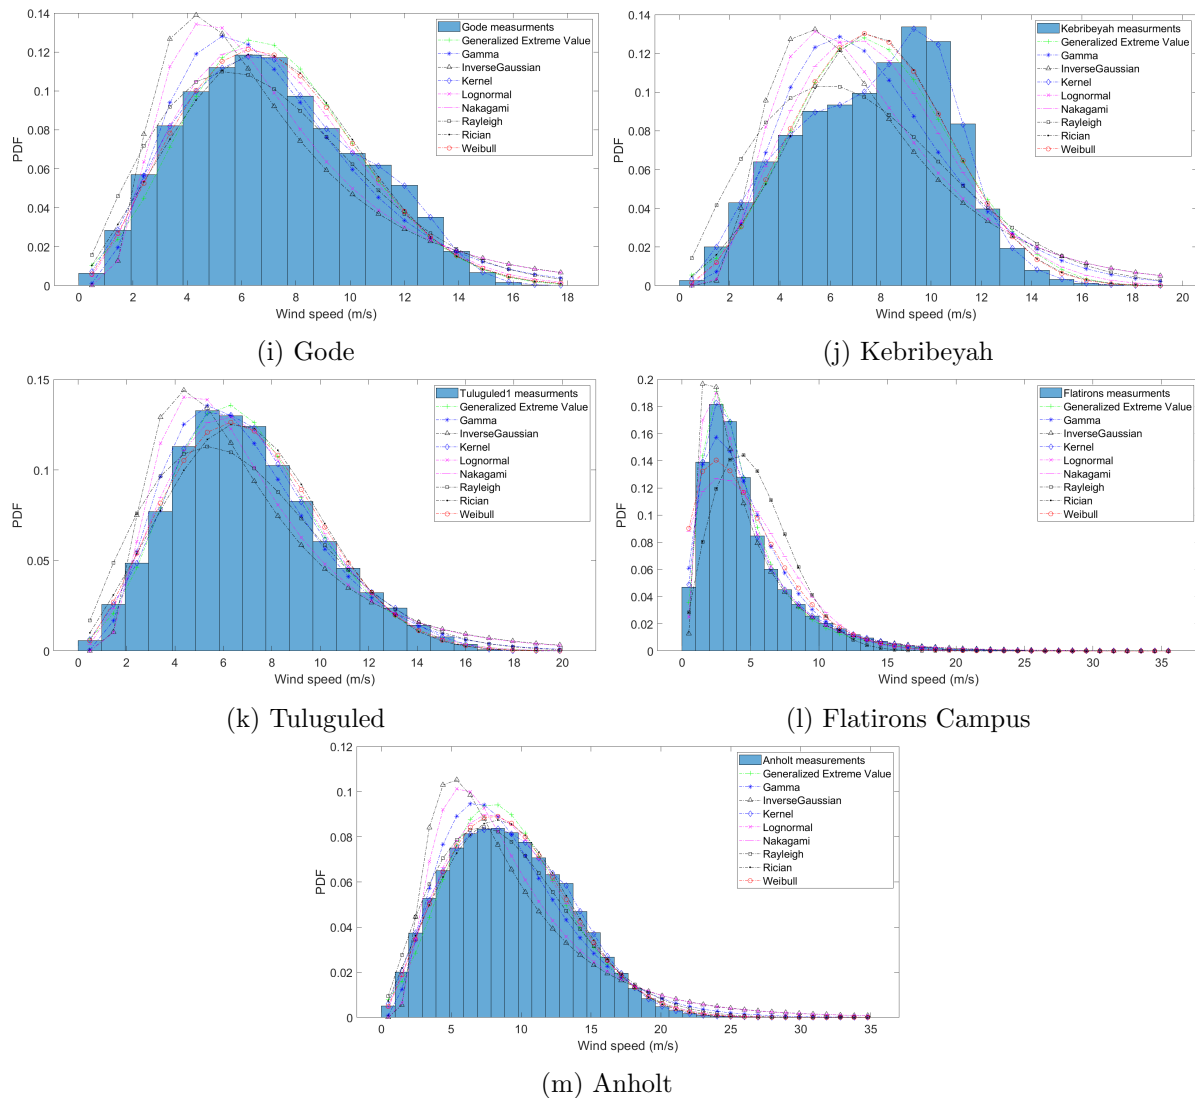 0.14
0.12
0.1
0.08
0.06
0.04
0.02
0
PDF
0 2 4 6 8 10 12 14 16 18
Wind speed (m/s)
Gode measurments
Generalized Extreme Value
Gamma
InverseGaussian
Kernel
Lognormal
Nakagami
Rayleigh
Rician
Weibull
(i) Gode
0.14
0.12
0.1
0.08
0.06
0.04
0.02
0
PDF
0 2 4 6 8 10 12 14 16 18 20
Wind speed (m/s)
Kebribeyah measurments
Generalized Extreme Value
Gamma
InverseGaussian
Kernel
Lognormal
Nakagami
Rayleigh
Rician
Weibull
(j) Kebribeyah
0.15
0.1
0.05
0
PDF
0 2 4 6 8 10 12 14 16 18 20
Wind speed (m/s)
Tuluguled1 measurments
Generalized Extreme Value
Gamma
InverseGaussian
Kernel
Lognormal
Nakagami
Rayleigh
Rician
Weibull
(k) Tuluguled
0.2
0.18
0.16
0.14
0.12
0.1
0.08
0.06
0.04
0.02
0
PDF
0 5 10 15 20 25 30 35
Wind speed (m/s)
Flatirons measurments
Generalized Extreme Value
Gamma
InverseGaussian
Kernel
Lognormal
Nakagami
Rayleigh
Rician
Weibull
(l) Flatirons Campus
0.12
0.1
0.08
0.06
0.04
0.02
0
PDF
0 5 10 15 20 25 30 35
Wind speed (m/s)
Anholt measurements
Generalized Extreme Value
Gamma
InverseGaussian
Kernel
Lognormal
Nakagami
Rayleigh
Rician
Weibull
(m) Anholt